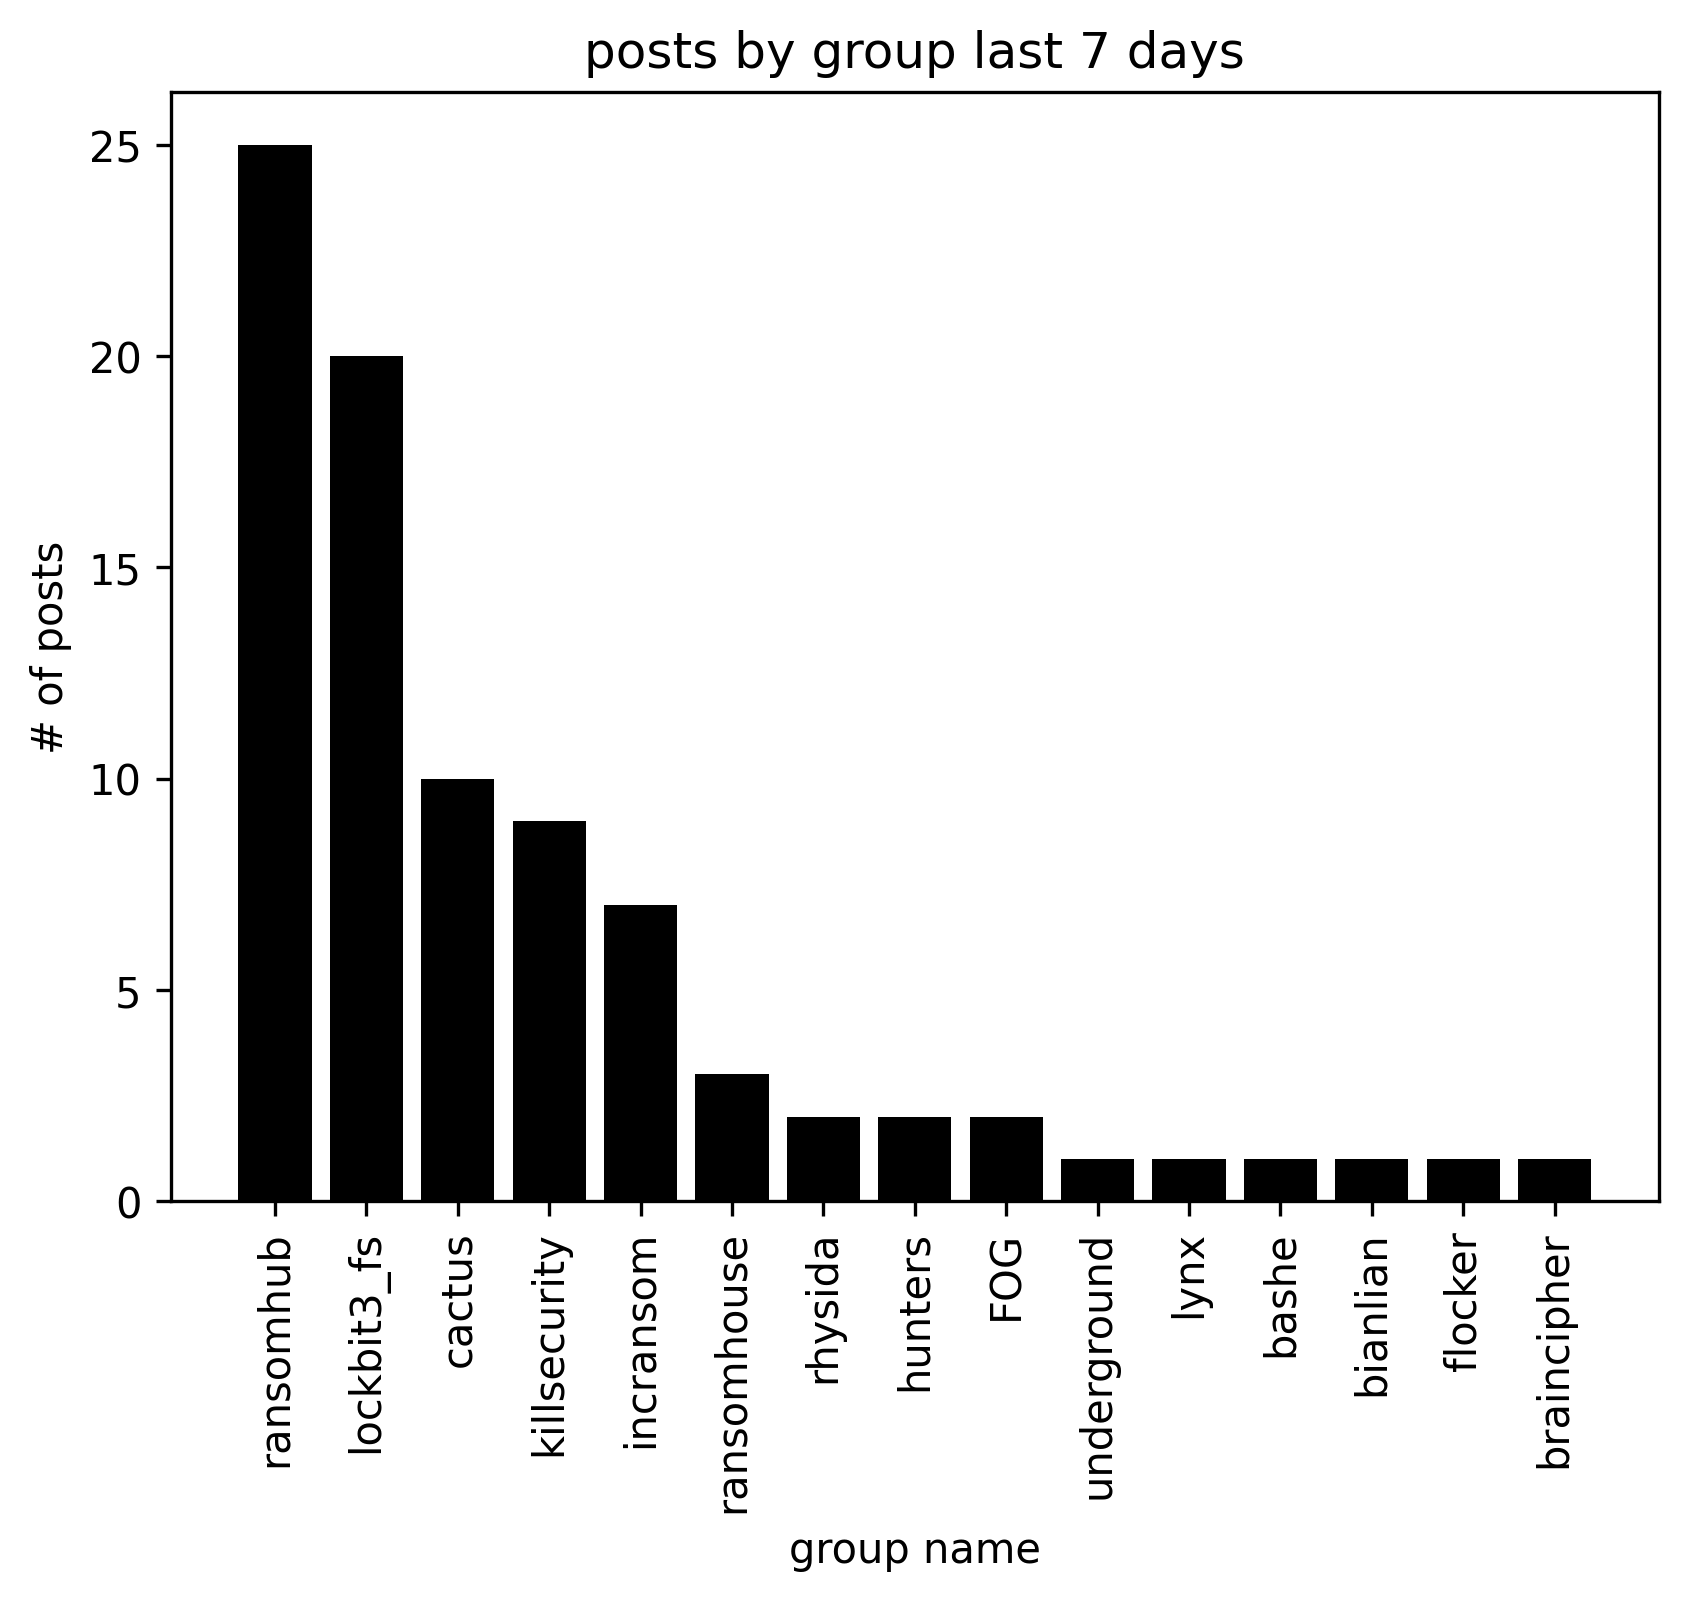 posts by group last 7 days
25
20
15
10
5
0
# of posts
ransomhub
lockbit3_fs
cactus
killsecurity
incransom
ransomhouse
rhysida
hunters
FOG
underground
lynx
bashe
bianlian
flocker
braincipher
group name